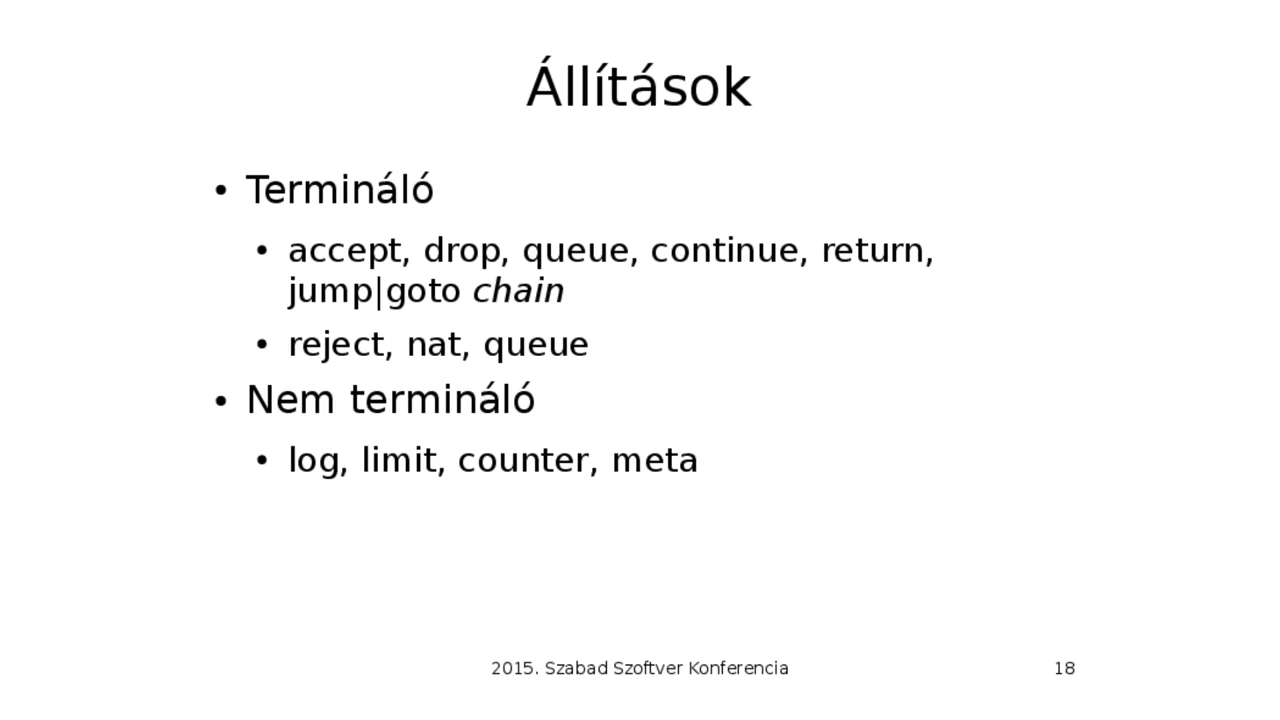 Állítások
• Termináló
• accept, drop, queue, continue, return,
jump|goto chain
• reject, nat, queue
• Nem termináló
• log, limit, counter, meta
2015. Szabad Szoftver Konferencia 18